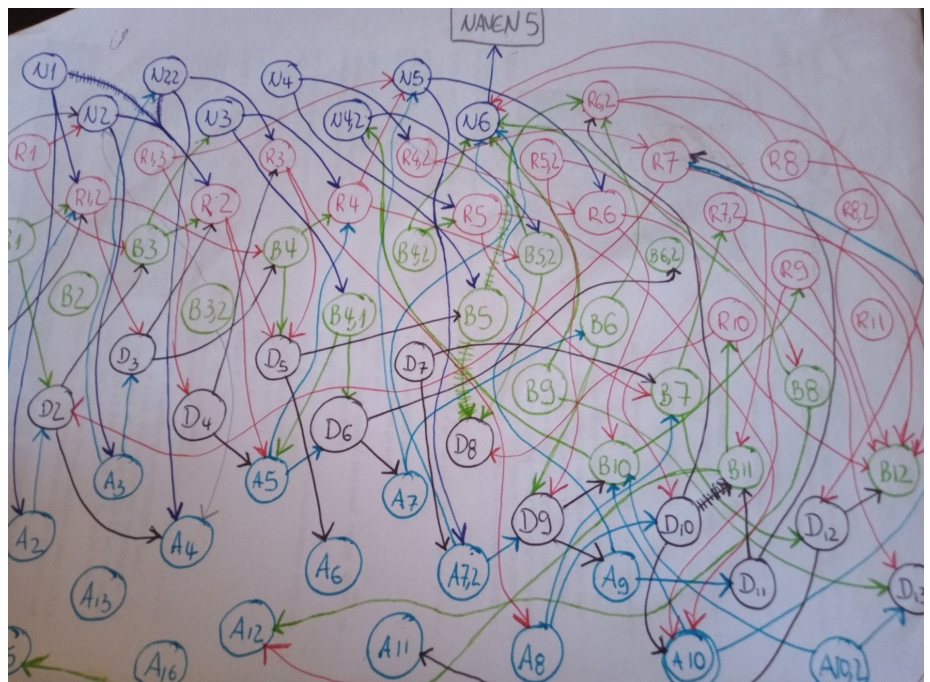 NAVEN 5
N1
N22
N4
N5
N2
N3
N4,2
N6
R6,2
R1
R1,3
R3
R4,2
R5,2
R7
R8
R1,2
R2
R4
R5
R6
R7,2
R8,2
B3
B4
B4,2
B5,2
B6,2
R9
B2
B3,2
B4,1
B5
B6
R10
R11
D3
D5
D7
B9
B7
B8
D2
D4
D6
D8
A3
A5
A7
B10
B11
B12
A2
A4
D9
D10
D12
A6
A7,2
A9
D11
D13
A13
A12
A11
A8
A10
A10,2
A16